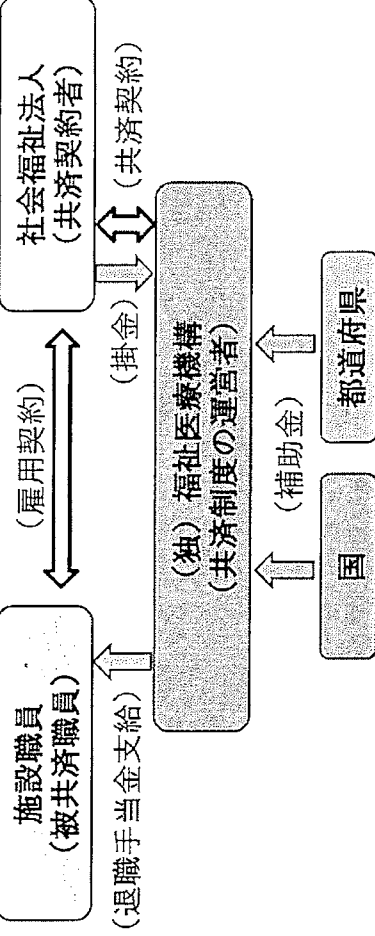 施設職員
(被共済職員)
(雇用契約)
社会福祉法人
(共済契約者)
(退職手当金支給)
(掛金)
(共済契約)
(独)福祉医療機構
(共済制度の運営者)
(補助金)
国
都道府県